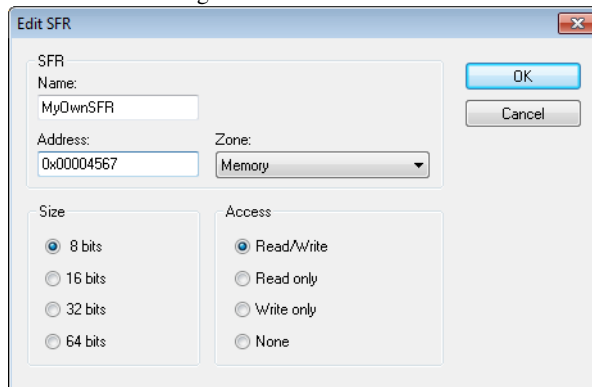 Edit SFR
SFR
Name:
MyOwnSFR
Address:
0x00004567
Zone:
Memory
OK
Cancel
Size
8 bits
16 bits
32 bits
64 bits
Access
Read/Write
Read only
Write only
None